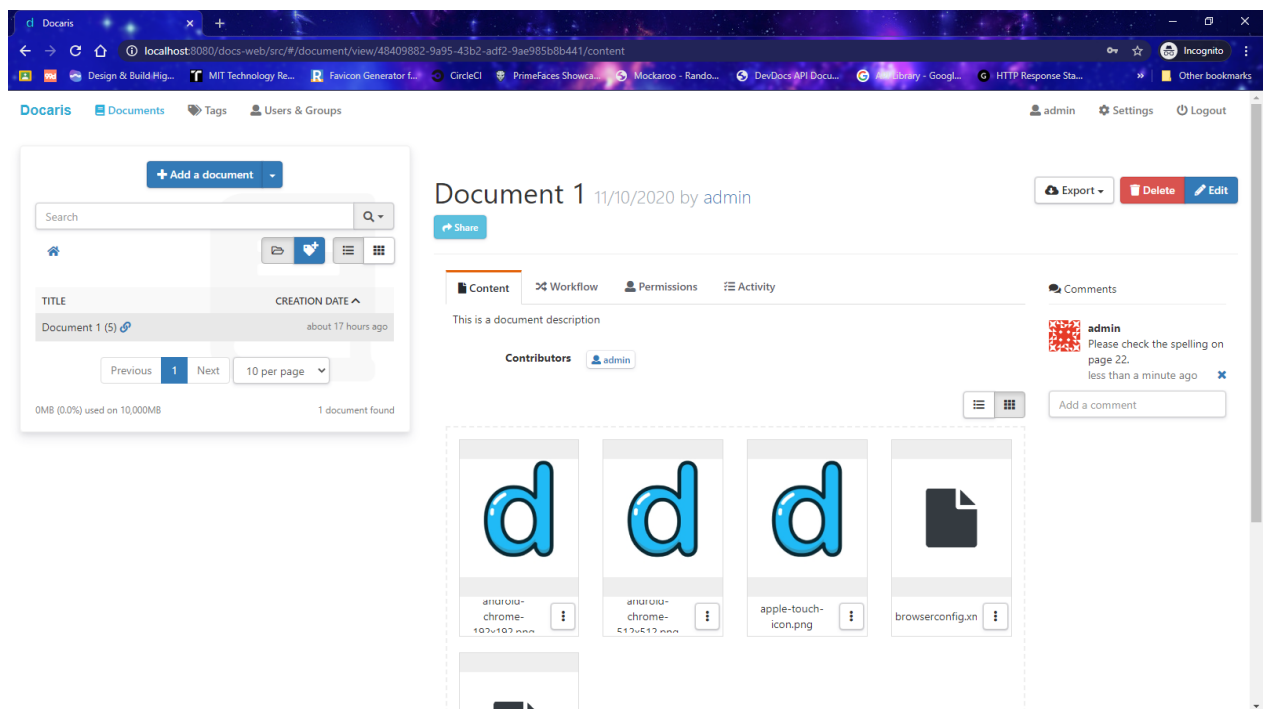 d Docaris
localhost:8080/docs-web/src/#/document/view/48409882-9a95-43b2-adf2-9ae985b8b441/content
Incognito
Design & Build Hig...
MIT Technology Re...
Favicon Generator f...
CircleCI
PrimeFaces Showca...
Mockaroo - Rando...
DevDocs API Docu...
Library - Googl...
HTTP Response Sta...
»
Other bookmarks
Docaris
Documents
Tags
Users & Groups
admin
Settings
Logout
Add a document
Search
TITLE CREATION DATE
Document 1 (5) about 17 hours ago
Previous 1 Next 10 per page
0MB (0.0%) used on 10,000MB 1 document found
Document 1 11/10/2020 by admin
Export
Delete
Edit
Share
Content
Workflow
Permissions
Activity
This is a document description
Contributors admin
Comments
admin
Please check the spelling on
page 22.
less than a minute ago
Add a comment
d
d
d
android-
chrome-
192x192.png
android-
chrome-
512x512.png
apple-touch-
icon.png
browserconfig.xn